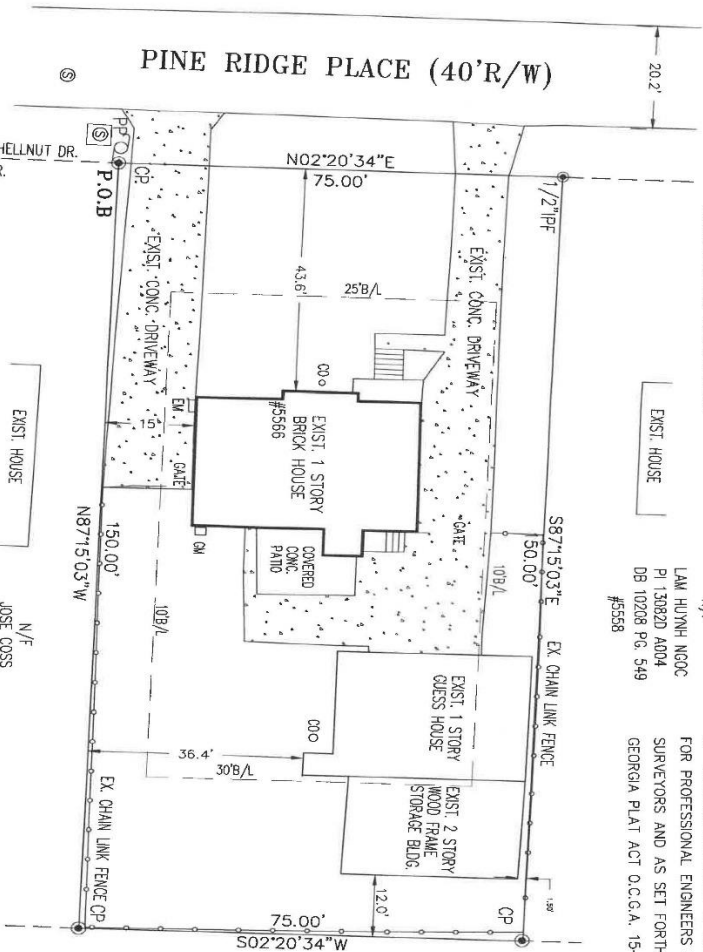 PINE RIDGE PLACE (40'R/W)
20.2'
HELLNUT DR.
R.
S
S
PP
CP
P.O.B
N02°20'34"E
75.00'
1/2"IPF
EXIST. CONC. DRIVEWAY
EXIST. CONC. DRIVEWAY
43.6'
25'B/L
CO
EM
15
GATE
EXIST. 1 STORY
BRICK HOUSE
#5566
GM
COVERED
CONC.
PATIO
GATE
10'B/L
S87°15'03"E
150.00'
EX. CHAIN LINK FENCE
EXIST. HOUSE
LAM HUYNH NGOC
PI 13082D A004
DB 10208 PG. 549
#5558
FOR PROFESSIONAL ENGINEERS
SURVEYORS AND AS SET FORTH
GEORGIA PLAT ACT O.C.G.A. 15-
EXIST. HOUSE
N87°15'03"W
150.00'
10'B/L
N/F
JOSE COSS
EXIST. 1 STORY
GUESS HOUSE
CO
36.4'
30'B/L
EXIST. 2 STORY
WOOD FRAME
STORAGE BLDG.
1.50'
12.0'
EX. CHAIN LINK FENCE
CP
CP
75.00'
S02°20'34"W